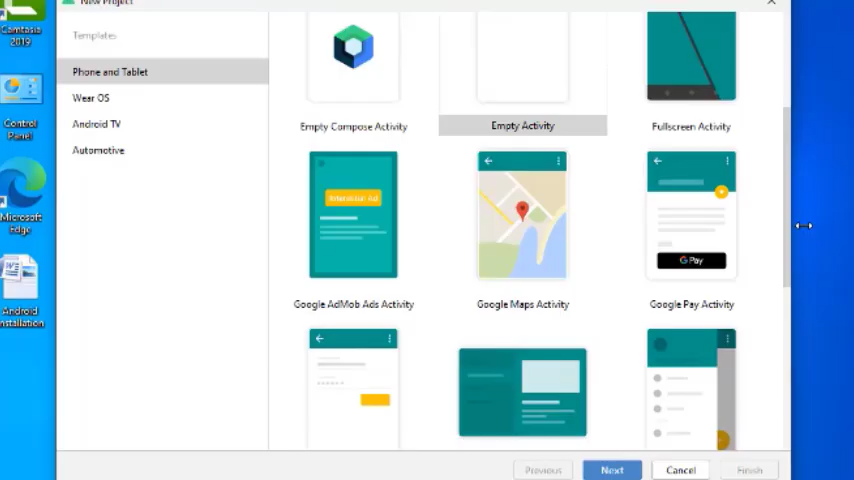 New Project
Camtasia
2019
Control
Panel
Microsoft
Edge
Android
Installation
Templates
Phone and Tablet
Wear OS
Android TV
Automotive
Empty Compose Activity
Empty Activity
Fullscreen Activity
Interstitial Ad
G Pay
Google AdMob Ads Activity
Google Maps Activity
Google Pay Activity
Previous
Next
Cancel
Finish